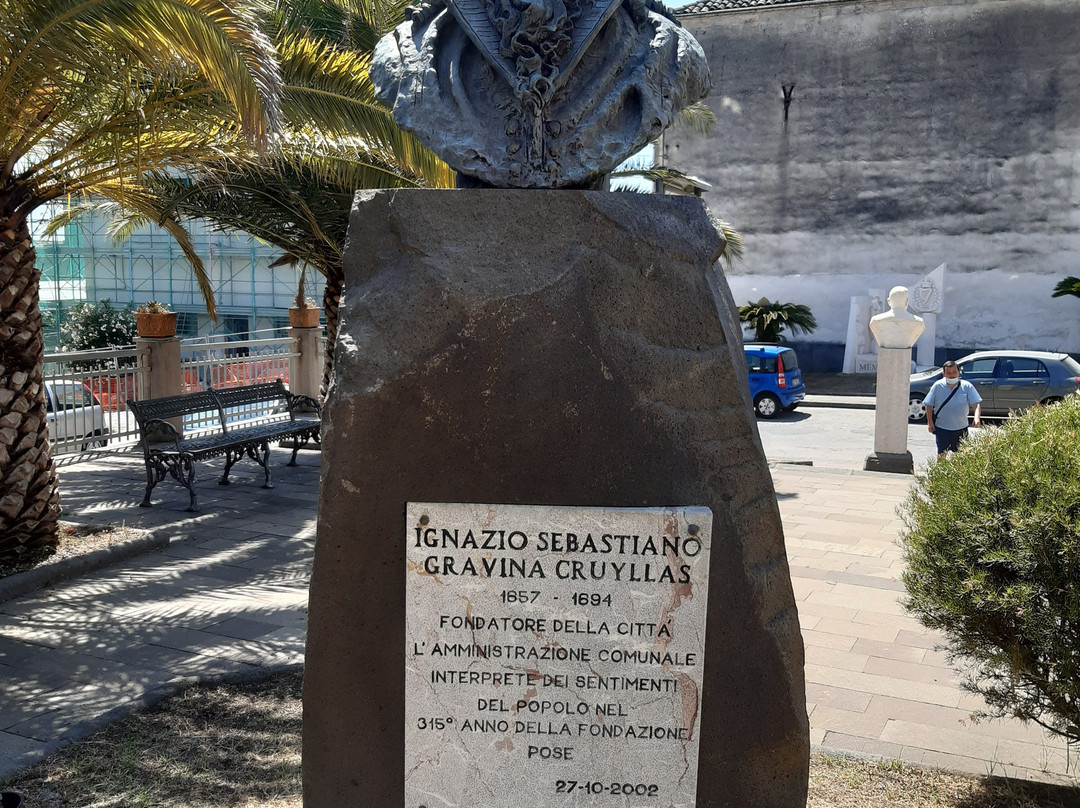 IGNAZIO SEBASTIANO
GRAVINA CRUYLLAS
1657 - 1694
FONDATORE DELLA CITTÁ
L'AMMINISTRAZIONE COMUNALE
INTERPRETE DEI SENTIMENTI
DEL POPOLO NEL
315° ANNO DELLA FONDAZIONE
POSE
27-10-2002